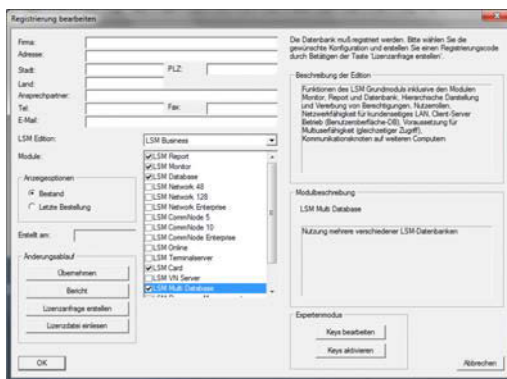 Registrierung bearbeiten
Firma:
Adresse:
Stadt:
PLZ:
Land:
Ansprechpartner:
Tel:
Fax:
E-Mail:
LSM Edition:
LSM Business
Module:
LSM Report
LSM Monitor
LSM Database
LSM Network 48
LSM Network 128
LSM Network Enterprise
LSM CommNode 5
LSM CommNode 10
LSM CommNode Enterprise
LSM Online
LSM Terminalserver
LSM Card
LSM VN Server
LSM Multi Database
Anzeigeoptionen
Bestand
Letzte Bestellung
Erstellt am:
Änderungsablauf
Übernehmen
Bericht
Lizenzanfrage erstellen
Lizenzdatei einlesen
OK
Die Datenbank muß registriert werden. Bitte wählen Sie die
gewünschte Konfiguration und erstellen Sie einen Registrierungscode
durch Betätigen der Taste 'Lizenzanfrage erstellen'.
Beschreibung der Edition
Funktionen des LSM Grundmoduls inklusive den Modulen
Monitor, Report und Datenbank, Hierarchische Darstellung
und Vererbung von Berechtigungen, Nutzerrollen,
Netzwerkfähigkeit für kundenseitiges LAN, Client-Server
Betrieb (Benutzeroberfläche-DB), Voraussetzung für
Multiuserfähigkeit (gleichzeitiger Zugriff),
Kommunikationsknoten auf weiteren Computern
Modulbeschreibung
LSM Multi Database
Nutzung mehrere verschiedener LSM-Datenbanken
Expertenmodus
Keys bearbeiten
Keys aktivieren
Abbrechen